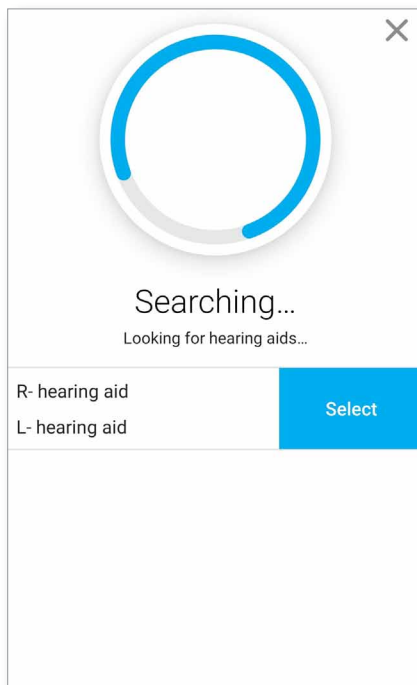 Searching...
Looking for hearing aids...
R- hearing aid
L- hearing aid
Select